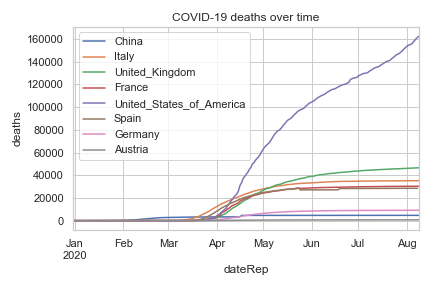 COVID-19 deaths over time
160000
140000
120000
100000
80000
60000
40000
20000
0
deaths
China
Italy
United_Kingdom
France
United_States_of_America
Spain
Germany
Austria
Jan Feb Mar Apr May Jun Jul Aug
2020
dateRep